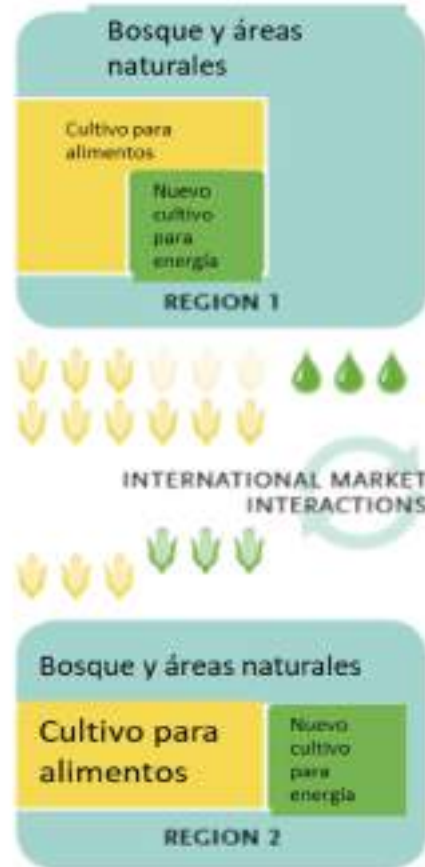 Bosque y áreas
naturales
Cultivo para
alimentos
Nuevo
cultivo
para
energía
REGION 1
INTERNATIONAL MARKET
INTERACTIONS
Bosque y áreas naturales
Cultivo para
alimentos
Nuevo
cultivo
para
energía
REGION 2